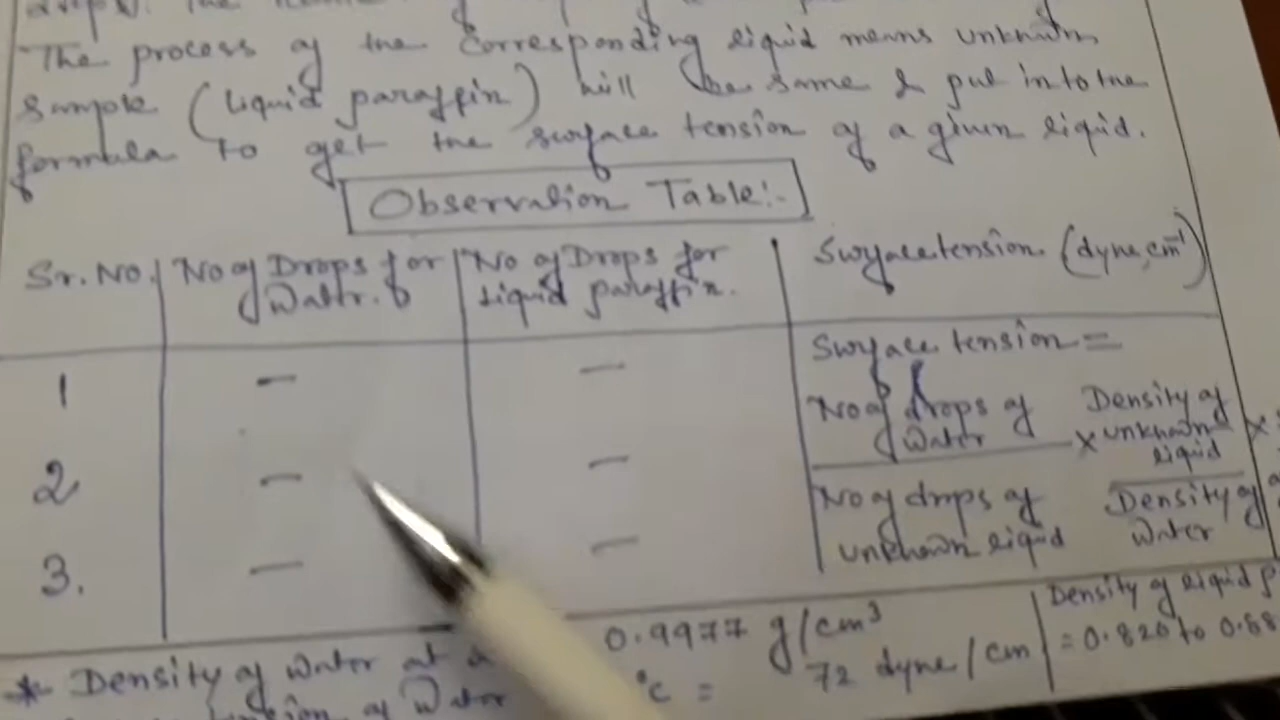 drops. The
The process of the corresponding liquid means unknown
sample (liquid paraffin) will be same & put into the
formula to get the surface tension of a given liquid.
Observation Table:-
Sr. No. No of Drops for Water. No of Drops for Liquid paraffin. Surface tension (dyne, cm⁻¹)
1 — —
2 — —
3. — —
Surface tension =
No of drops of water × Density of unknown liquid ×
No of drops of unknown liquid Density of water
* Density of water at 0.9977 g/cm³
of Water °C = 72 dyne/cm
Density of liquid
= 0.820 to 0.88